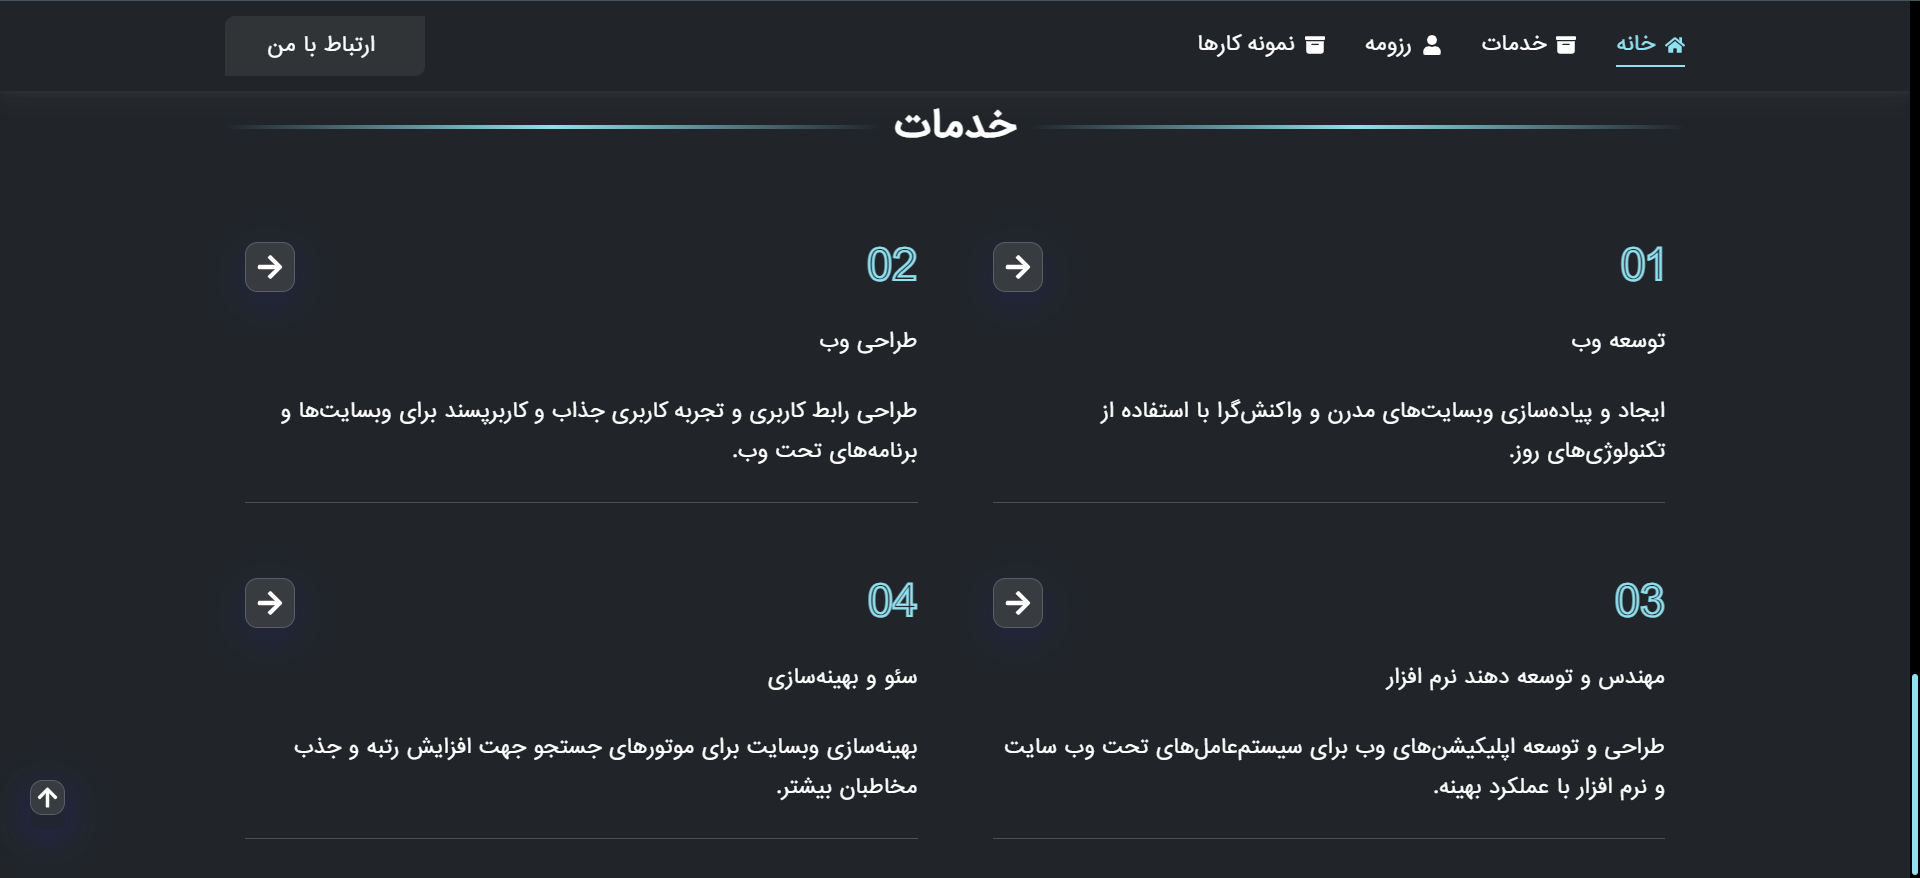 خانه
خدمات
رزومه
نمونه کارها
ارتباط با من
خدمات
01
توسعه وب
ایجاد و پیاده‌سازی وبسایت‌های مدرن و واکنش‌گرا با استفاده از
تکنولوژی‌های روز.
02
طراحی وب
طراحی رابط کاربری و تجربه کاربری جذاب و کاربرپسند برای وبسایت‌ها و
برنامه‌های تحت وب.
03
مهندس و توسعه دهند نرم افزار
طراحی و توسعه اپلیکیشن‌های وب برای سیستم‌عامل‌های تحت وب سایت
و نرم افزار با عملکرد بهینه.
04
سئو و بهینه‌سازی
بهینه‌سازی وبسایت برای موتورهای جستجو جهت افزایش رتبه و جذب
مخاطبان بیشتر.